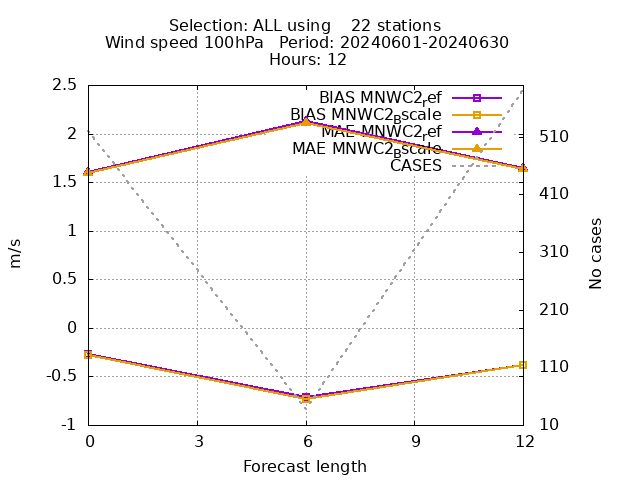 Selection: ALL using    22 stations
Wind speed 100hPa   Period: 20240601-20240630
Hours: 12
BIAS MNWC2_ref
BIAS MNWC2_Bscale
MAE MNWC2_ref
MAE MNWC2_Bscale
CASES
2.5
2
1.5
1
0.5
0
-0.5
-1
m/s
510
410
310
210
110
10
No cases
0 3 6 9 12
Forecast length